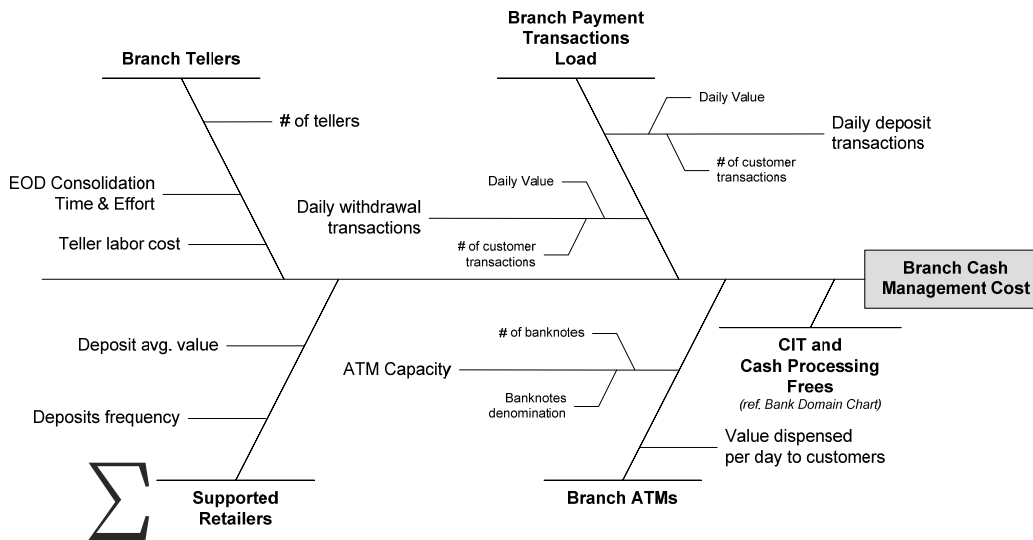 Branch Tellers
# of tellers
EOD Consolidation
Time & Effort
Teller labor cost
Branch Payment
Transactions
Load
Daily Value
Daily deposit
transactions
# of customer
transactions
Daily Value
Daily withdrawal
transactions
# of customer
transactions
Branch Cash
Management Cost
Deposit avg. value
Deposits frequency
∑
Supported
Retailers
# of banknotes
ATM Capacity
Banknotes
denomination
Value dispensed
per day to customers
Branch ATMs
CIT and
Cash Processing
Frees
(ref. Bank Domain Chart)